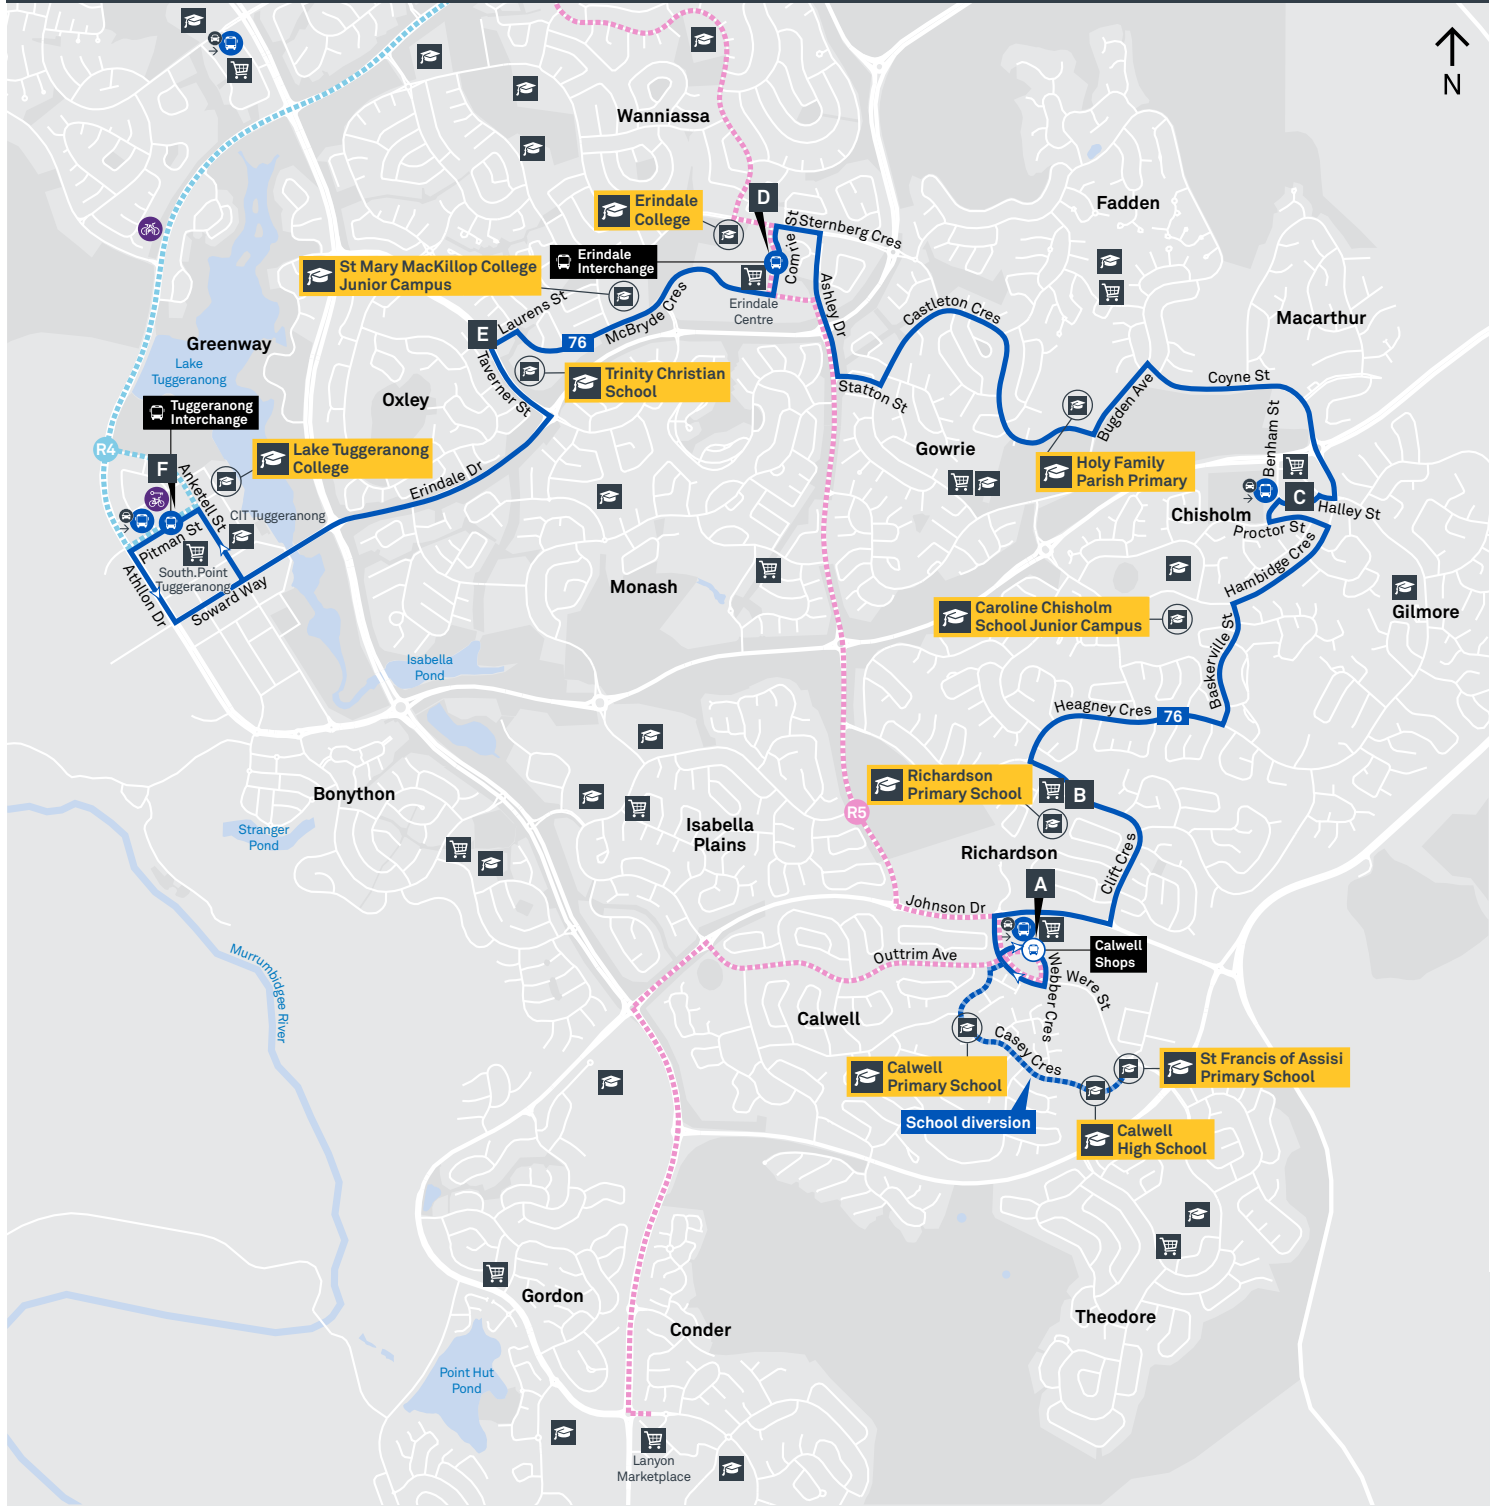 N
Wanniassa
D
Erindale
College
Fadden
Comrie St
Sternberg Cres
Erindale
Interchange
St Mary MacKillop College
Junior Campus
Erindale
Centre
Ashley Dr
Castleton Cres
Macarthur
E
Laurens St
76
McBryde Cres
Greenway
Lake
Tuggeranong
Trinity Christian
School
Taverner St
Statton St
Bugden Ave
Coyne St
Oxley
Tuggeranong
Interchange
Benham St
R4
F
Lake Tuggeranong
College
Gowrie
Holy Family
Parish Primary
Erindale Dr
Anketell St
CIT Tuggeranong
Pitman St
South.Point
Tuggeranong
Athllon Dr
Soward Way
C
Chisholm
Halley St
Proctor St
Hambidge Cres
Monash
Caroline Chisholm
School Junior Campus
Gilmore
Baskerville St
Isabella
Pond
Heagney Cres
76
Bonython
Richardson
Primary School
B
R5
Stranger
Pond
Isabella
Plains
Richardson
Clift Cres
A
Johnson Dr
Murrumbidgee River
Outtrim Ave
Calwell
Shops
Webber Cres
Were St
Calwell
Casey Cres
Calwell
Primary School
St Francis of Assisi
Primary School
School diversion
Calwell
High School
Gordon
Conder
Theodore
Point Hut
Pond
Lanyon
Marketplace